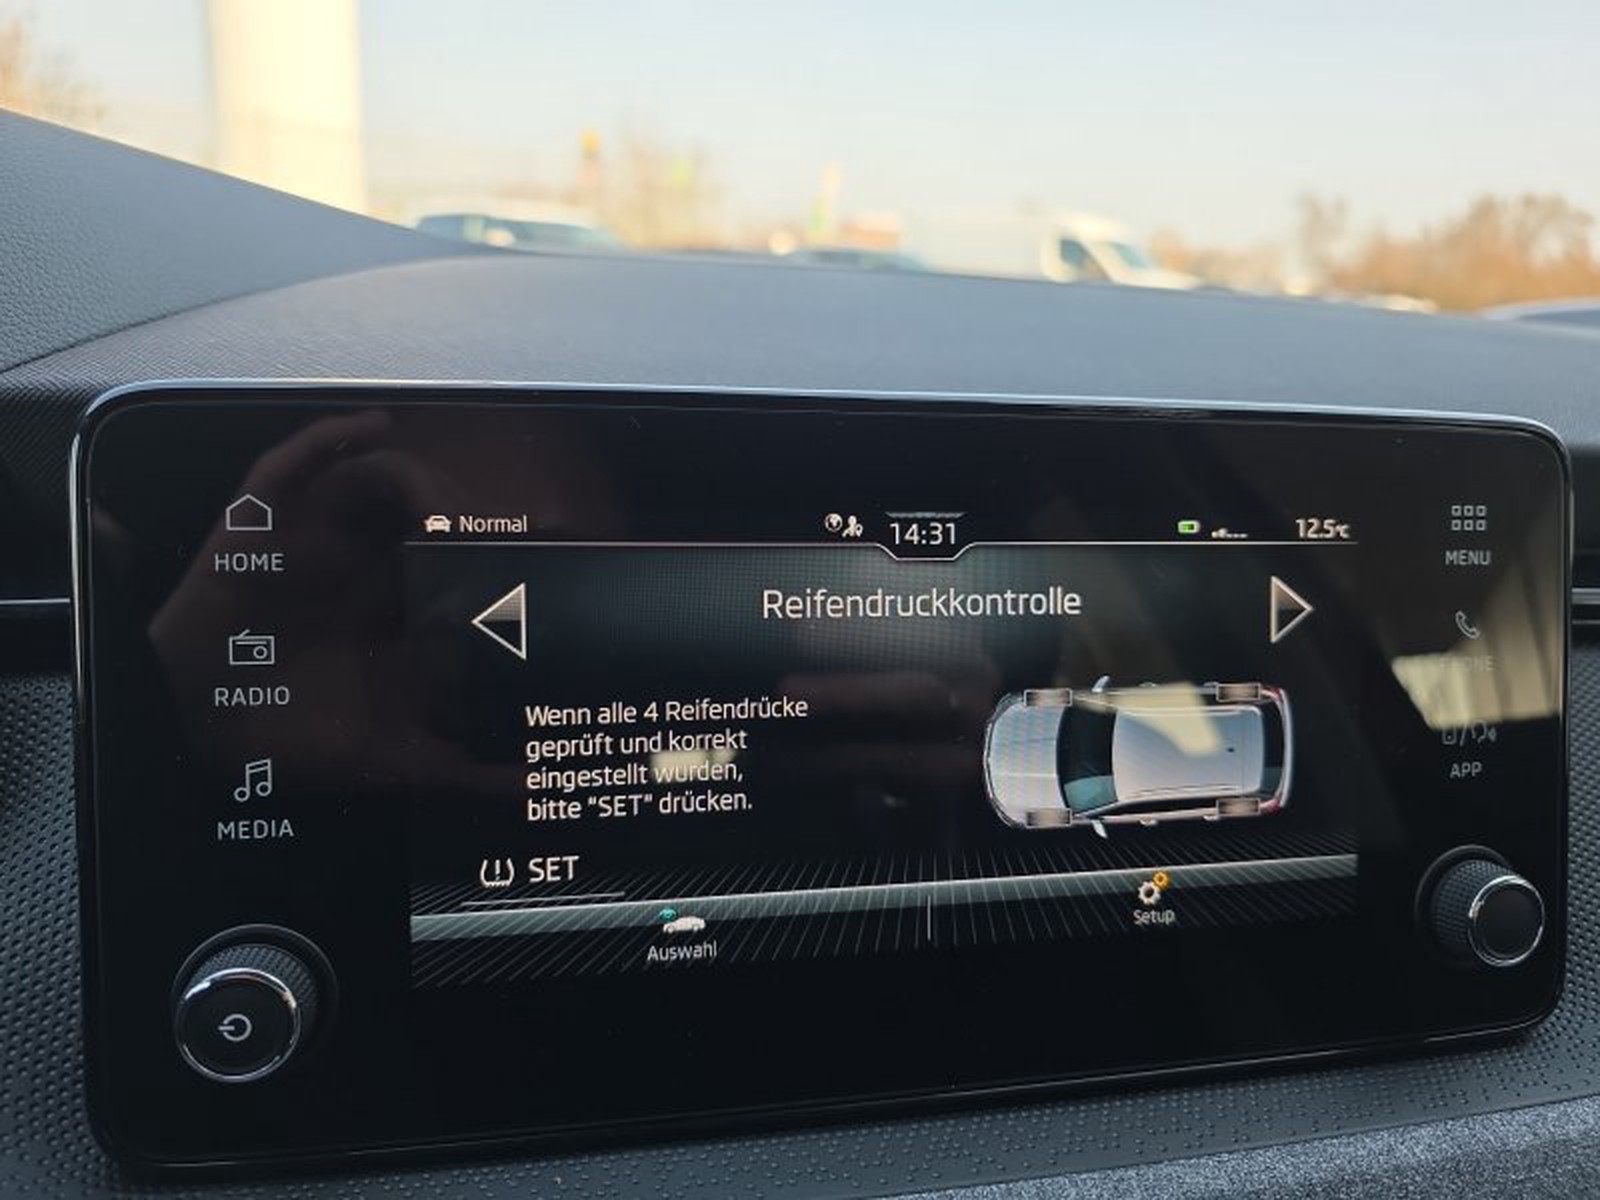 Normal
14:31
12.5°C
HOME
MENU
Reifendruckkontrolle
RADIO
Wenn alle 4 Reifendrücke
geprüft und korrekt
eingestellt wurden,
bitte "SET" drücken.
APP
MEDIA
SET
Auswahl
Setup